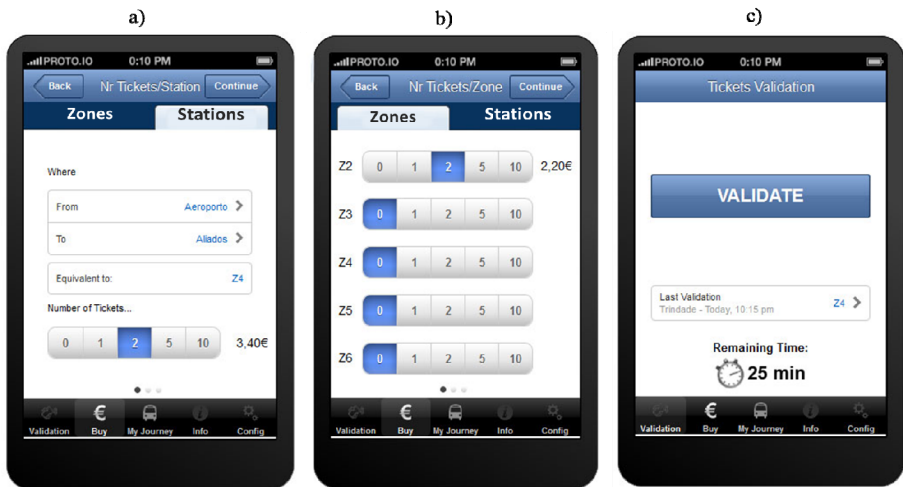 a)
PROTO.IO 0:10 PM
Back Nr Tickets/Station Continue
Zones Stations
Where
From Aeroporto
To Aliados
Equivalent to: Z4
Number of Tickets...
0 1 2 5 10 3,40€
Validation Buy My Journey Info Config
b)
PROTO.IO 0:10 PM
Back Nr Tickets/Zone Continue
Zones Stations
Z2 0 1 2 5 10 2,20€
Z3 0 1 2 5 10
Z4 0 1 2 5 10
Z5 0 1 2 5 10
Z6 0 1 2 5 10
Validation Buy My Journey Info Config
c)
PROTO.IO 0:10 PM
Tickets Validation
VALIDATE
Last Validation
Trindade - Today, 10:15 pm Z4
Remaining Time:
25 min
Validation Buy My Journey Info Config